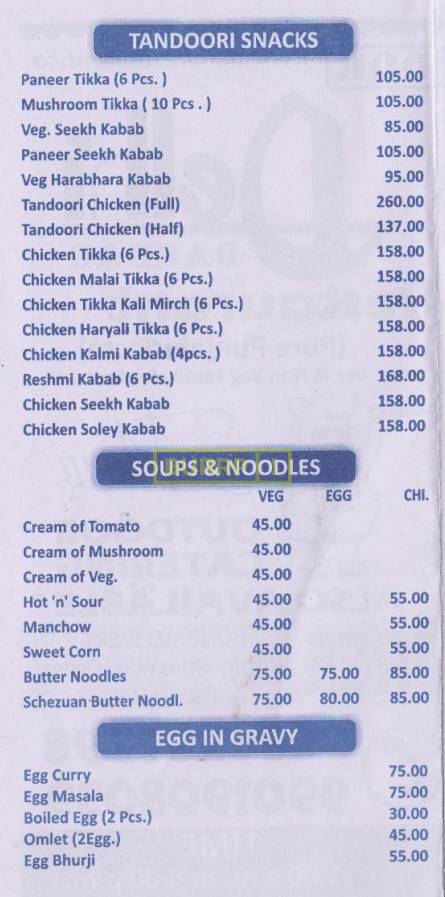 TANDOORI SNACKS
Paneer Tikka (6 Pcs. ) 105.00
Mushroom Tikka ( 10 Pcs . ) 105.00
Veg. Seekh Kabab 85.00
Paneer Seekh Kabab 105.00
Veg Harabhara Kabab 95.00
Tandoori Chicken (Full) 260.00
Tandoori Chicken (Half) 137.00
Chicken Tikka (6 Pcs.) 158.00
Chicken Malai Tikka (6 Pcs.) 158.00
Chicken Tikka Kali Mirch (6 Pcs.) 158.00
Chicken Haryali Tikka (6 Pcs.) 158.00
Chicken Kalmi Kabab (4pcs. ) 158.00
Reshmi Kabab (6 Pcs.) 168.00
Chicken Seekh Kabab 158.00
Chicken Soley Kabab 158.00
SOUPS & NOODLES
VEG EGG CHI.
Cream of Tomato 45.00
Cream of Mushroom 45.00
Cream of Veg. 45.00
Hot 'n' Sour 45.00 55.00
Manchow 45.00 55.00
Sweet Corn 45.00 55.00
Butter Noodles 75.00 75.00 85.00
Schezuan Butter Noodl. 75.00 80.00 85.00
EGG IN GRAVY
Egg Curry 75.00
Egg Masala 75.00
Boiled Egg (2 Pcs.) 30.00
Omlet (2Egg.) 45.00
Egg Bhurji 55.00